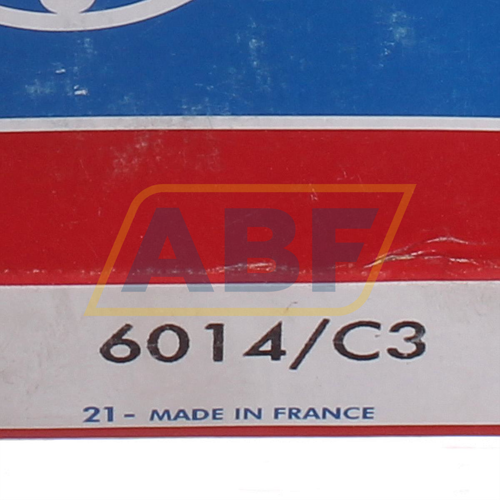 ABF
6014/C3
21- MADE IN FRANCE